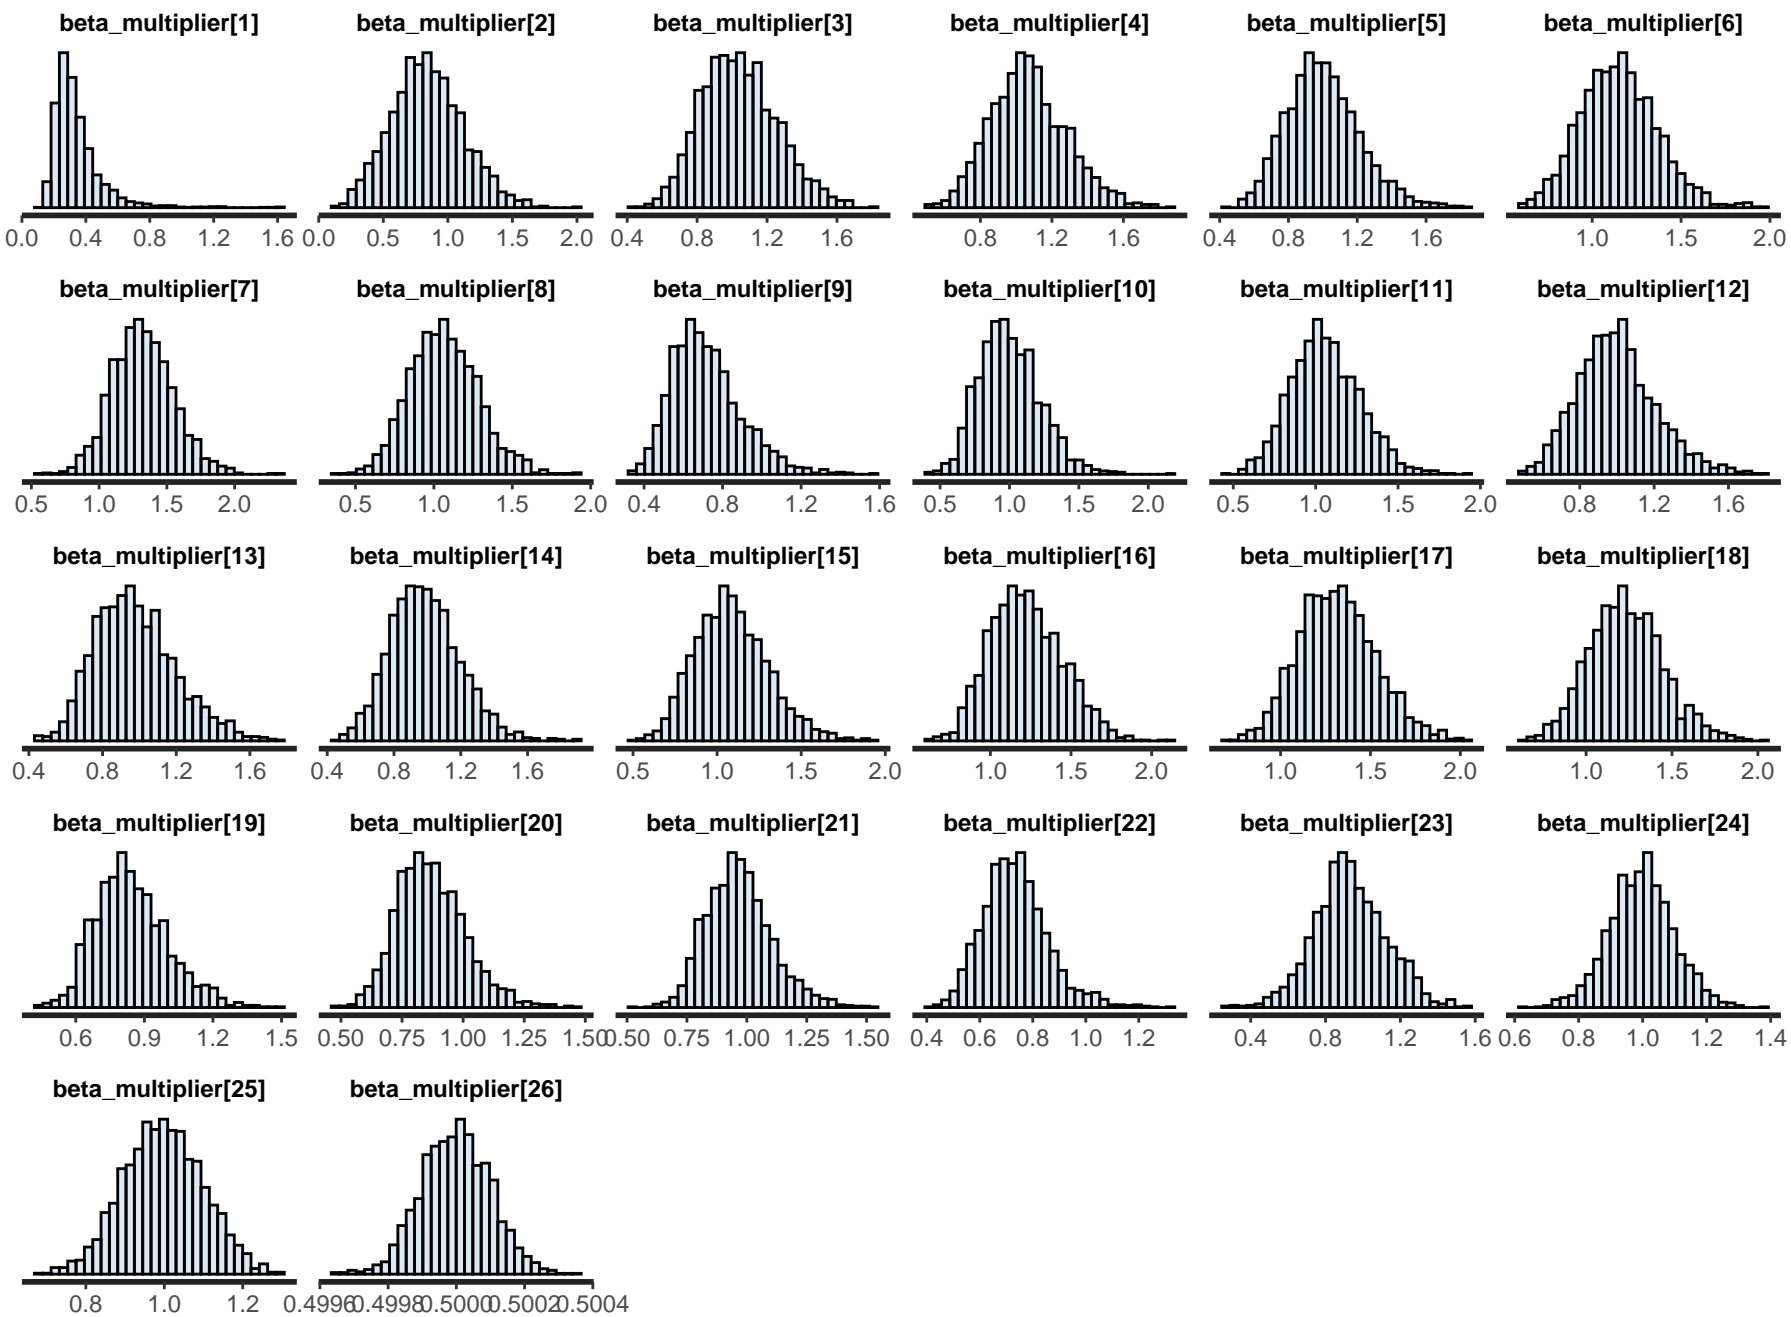 beta_multiplier[1] beta_multiplier[2] beta_multiplier[3] beta_multiplier[4] beta_multiplier[5] beta_multiplier[6]
0.0 0.4 0.8 1.2 1.6 0.0 0.5 1.0 1.5 2.0 0.4 0.8 1.2 1.6 0.8 1.2 1.6 0.4 0.8 1.2 1.6 1.0 1.5 2.0
beta_multiplier[7] beta_multiplier[8] beta_multiplier[9] beta_multiplier[10] beta_multiplier[11] beta_multiplier[12]
0.5 1.0 1.5 2.0 0.5 1.0 1.5 2.0 0.4 0.8 1.2 1.6 0.5 1.0 1.5 2.0 0.5 1.0 1.5 2.0 0.8 1.2 1.6
beta_multiplier[13] beta_multiplier[14] beta_multiplier[15] beta_multiplier[16] beta_multiplier[17] beta_multiplier[18]
0.4 0.8 1.2 1.6 0.4 0.8 1.2 1.6 0.5 1.0 1.5 2.0 1.0 1.5 2.0 1.0 1.5 2.0 1.0 1.5 2.0
beta_multiplier[19] beta_multiplier[20] beta_multiplier[21] beta_multiplier[22] beta_multiplier[23] beta_multiplier[24]
0.6 0.9 1.2 1.5 0.50 0.75 1.00 1.25 1.50 0.50 0.75 1.00 1.25 1.50 0.4 0.6 0.8 1.0 1.2 0.4 0.8 1.2 1.6 0.6 0.8 1.0 1.2 1.4
beta_multiplier[25] beta_multiplier[26]
0.8 1.0 1.2 0.4996 0.4998 0.5000 0.5002 0.5004